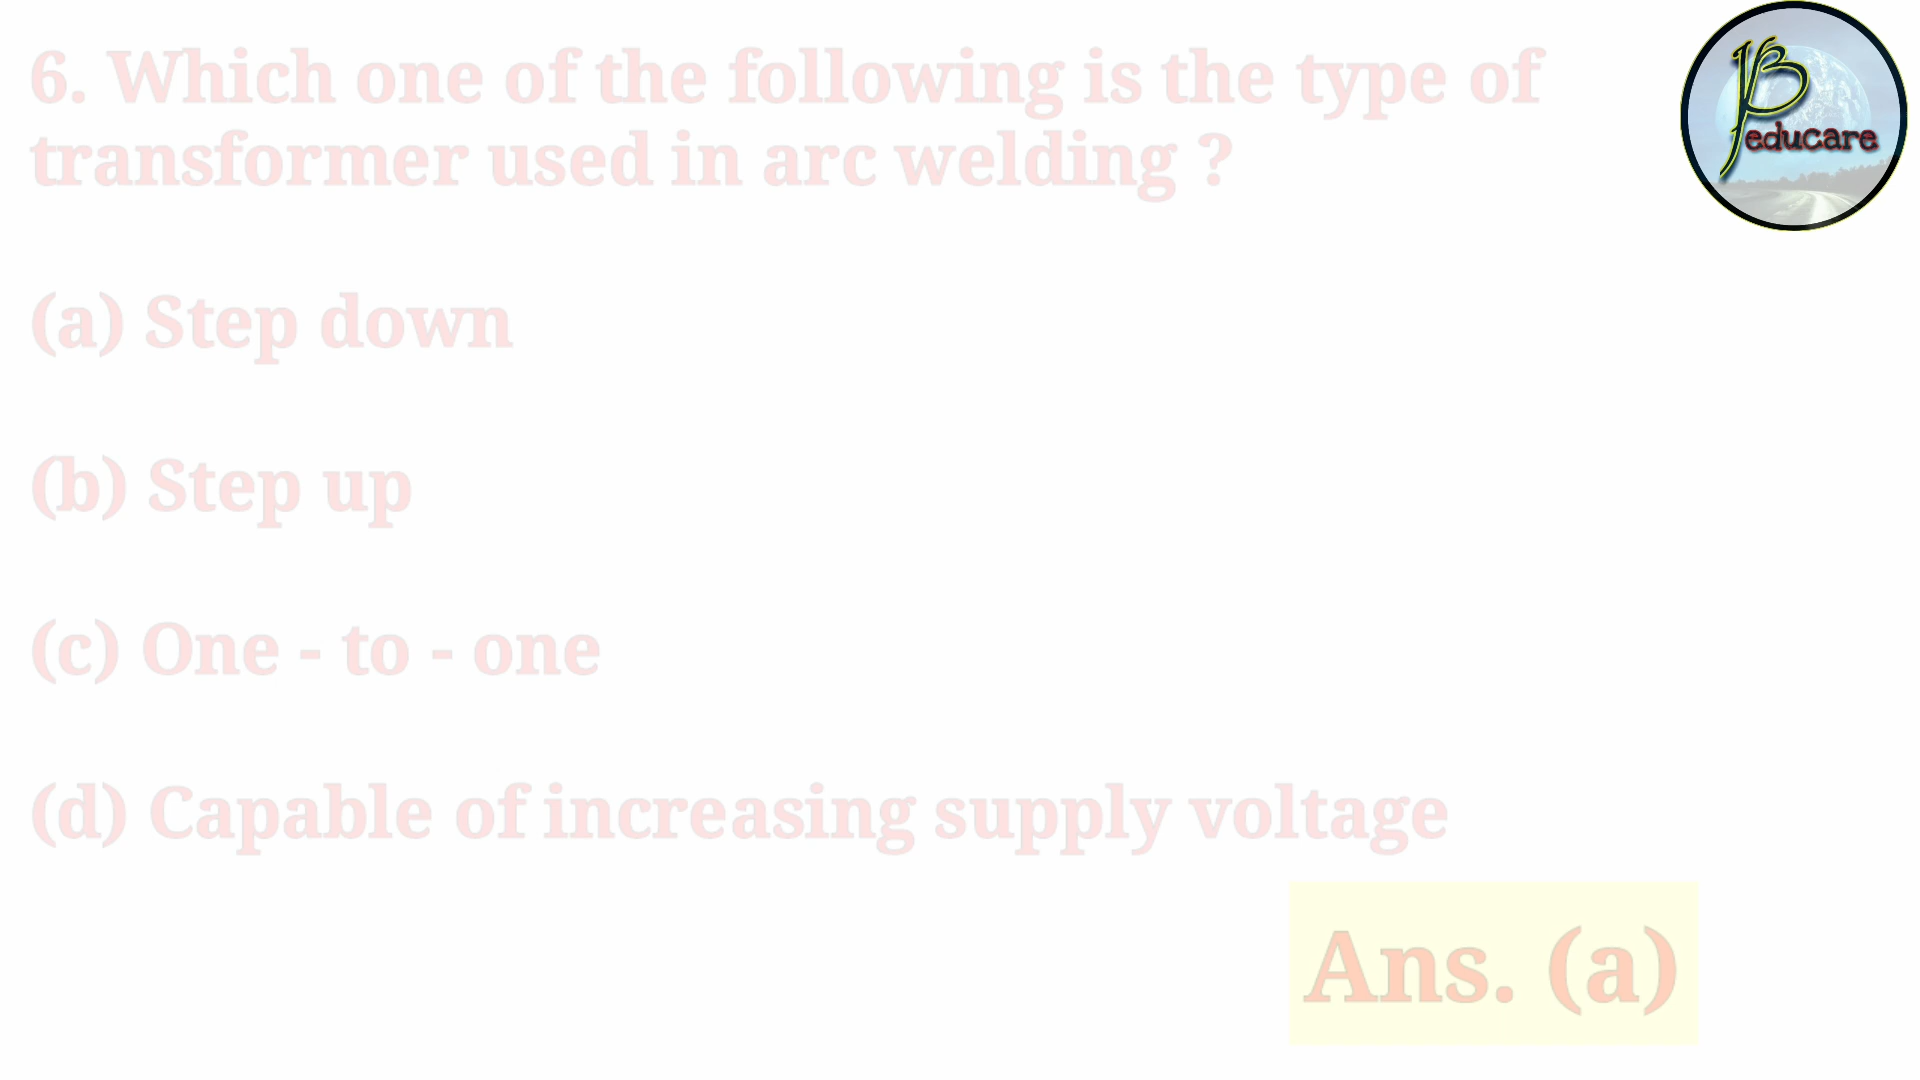 6. Which one of the following is the type of
transformer used in arc welding ?
(a) Step down
(b) Step up
(c) One - to - one
(d) Capable of increasing supply voltage
Ans. (a)
educare